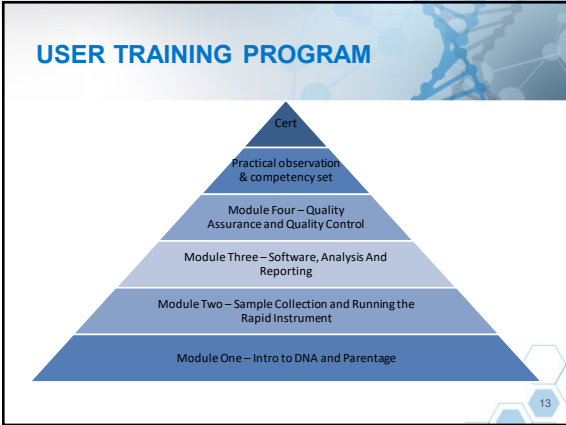 USER TRAINING PROGRAM
Cert
Practical observation
& competency set
Module Four – Quality
Assurance and Quality Control
Module Three – Software, Analysis And
Reporting
Module Two – Sample Collection and Running the
Rapid Instrument
Module One – Intro to DNA and Parentage
13